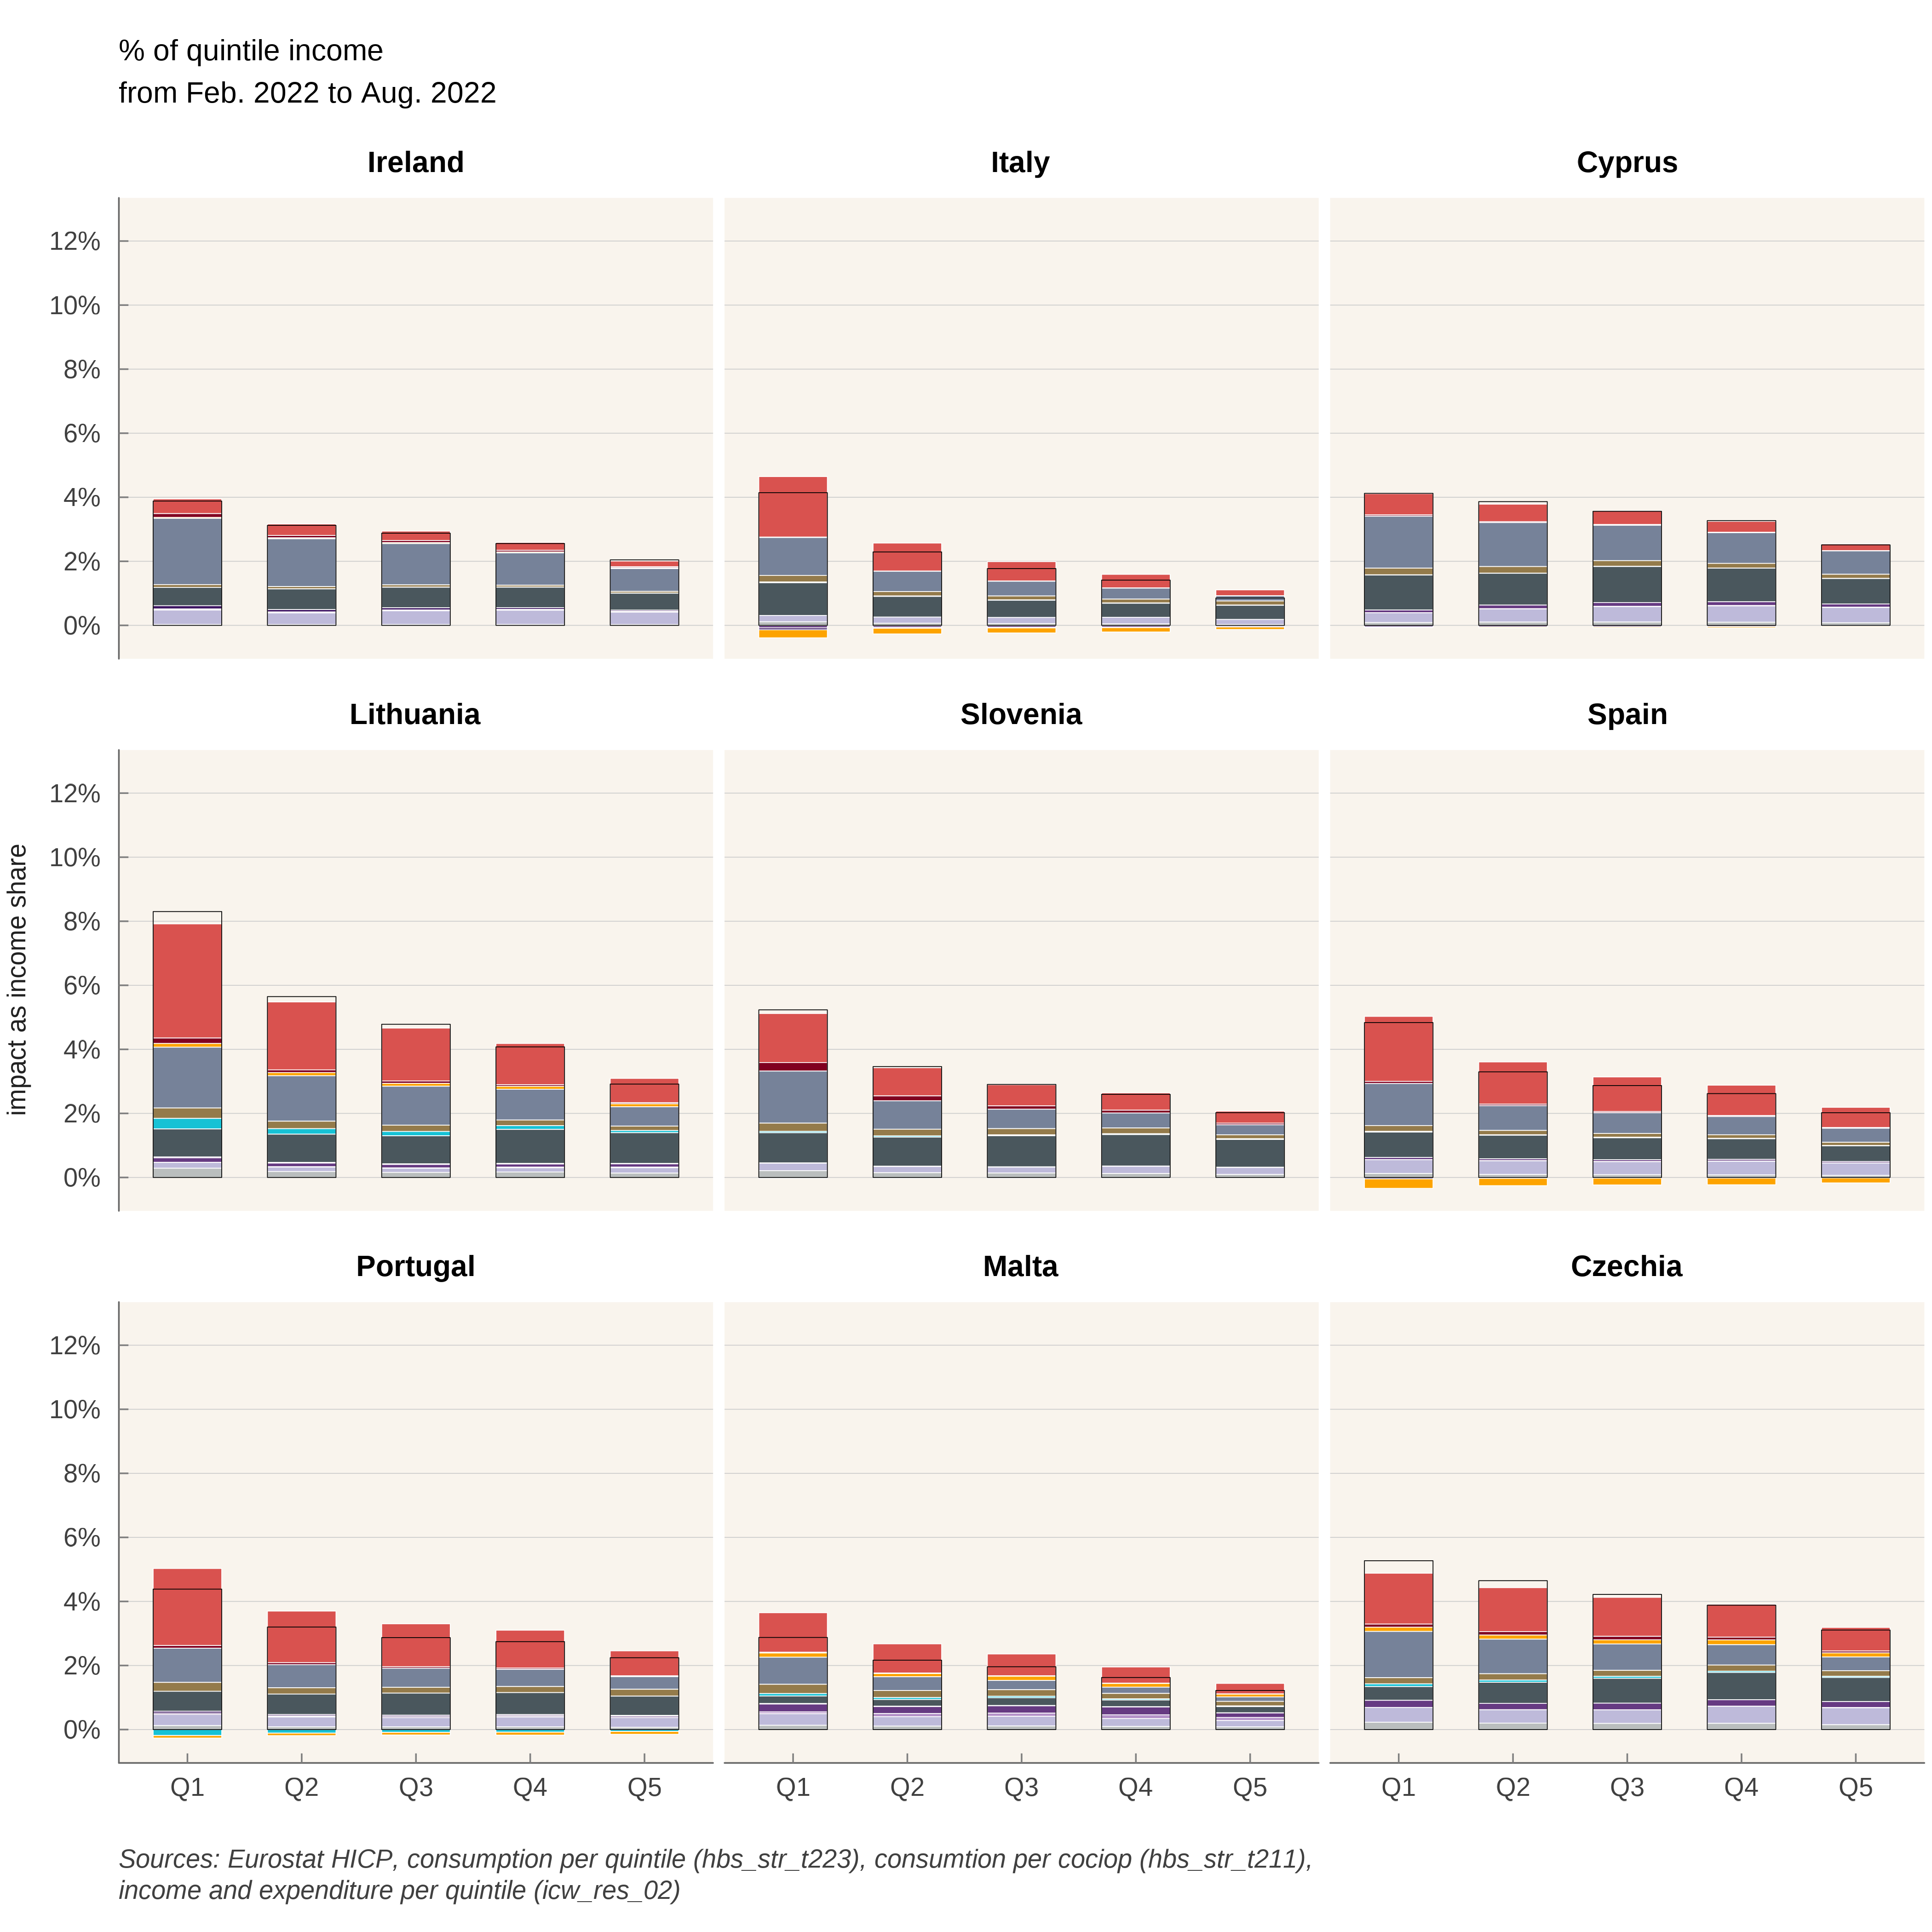 % of quintile income
from Feb. 2022 to Aug. 2022
Ireland
Italy
Cyprus
12%
10%
8%
6%
4%
2%
0%
Lithuania
Slovenia
Spain
impact as income share
12%
10%
8%
6%
4%
2%
0%
Portugal
Malta
Czechia
12%
10%
8%
6%
4%
2%
0%
Q1 Q2 Q3 Q4 Q5 Q1 Q2 Q3 Q4 Q5 Q1 Q2 Q3 Q4 Q5
Sources: Eurostat HICP, consumption per quintile (hbs_str_t223), consumtion per cociop (hbs_str_t211),
income and expenditure per quintile (icw_res_02)